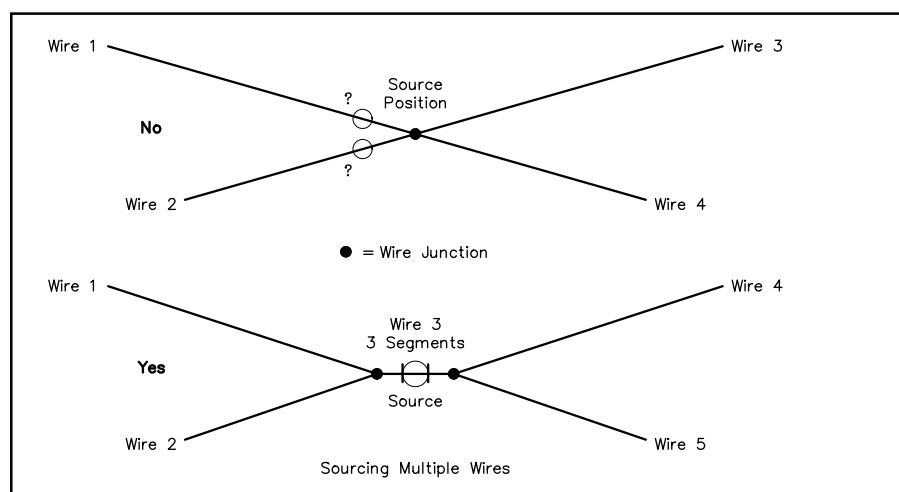 Wire 1
Wire 3
Source
Position
?
No
?
Wire 2
Wire 4
= Wire Junction
Wire 1
Wire 4
Wire 3
3 Segments
Yes
Source
Wire 2
Wire 5
Sourcing Multiple Wires